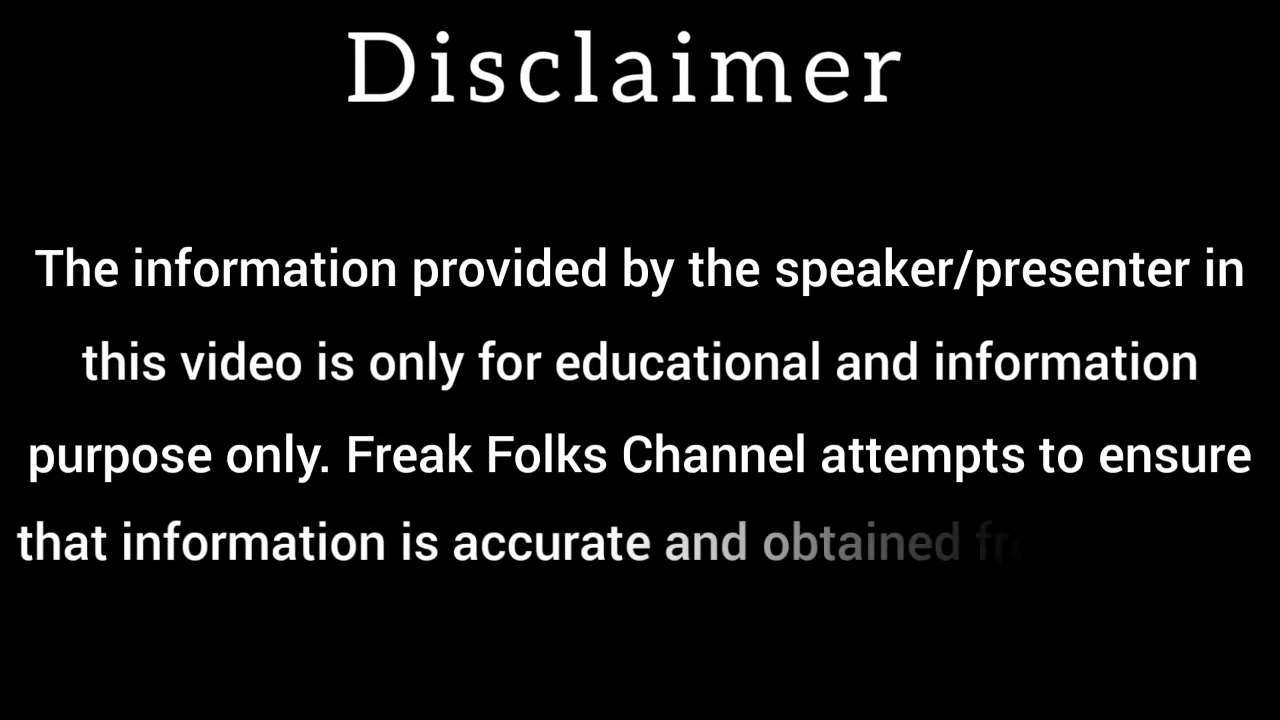 Disclaimer
The information provided by the speaker/presenter in
this video is only for educational and information
purpose only. Freak Folks Channel attempts to ensure
that information is accurate and obtained